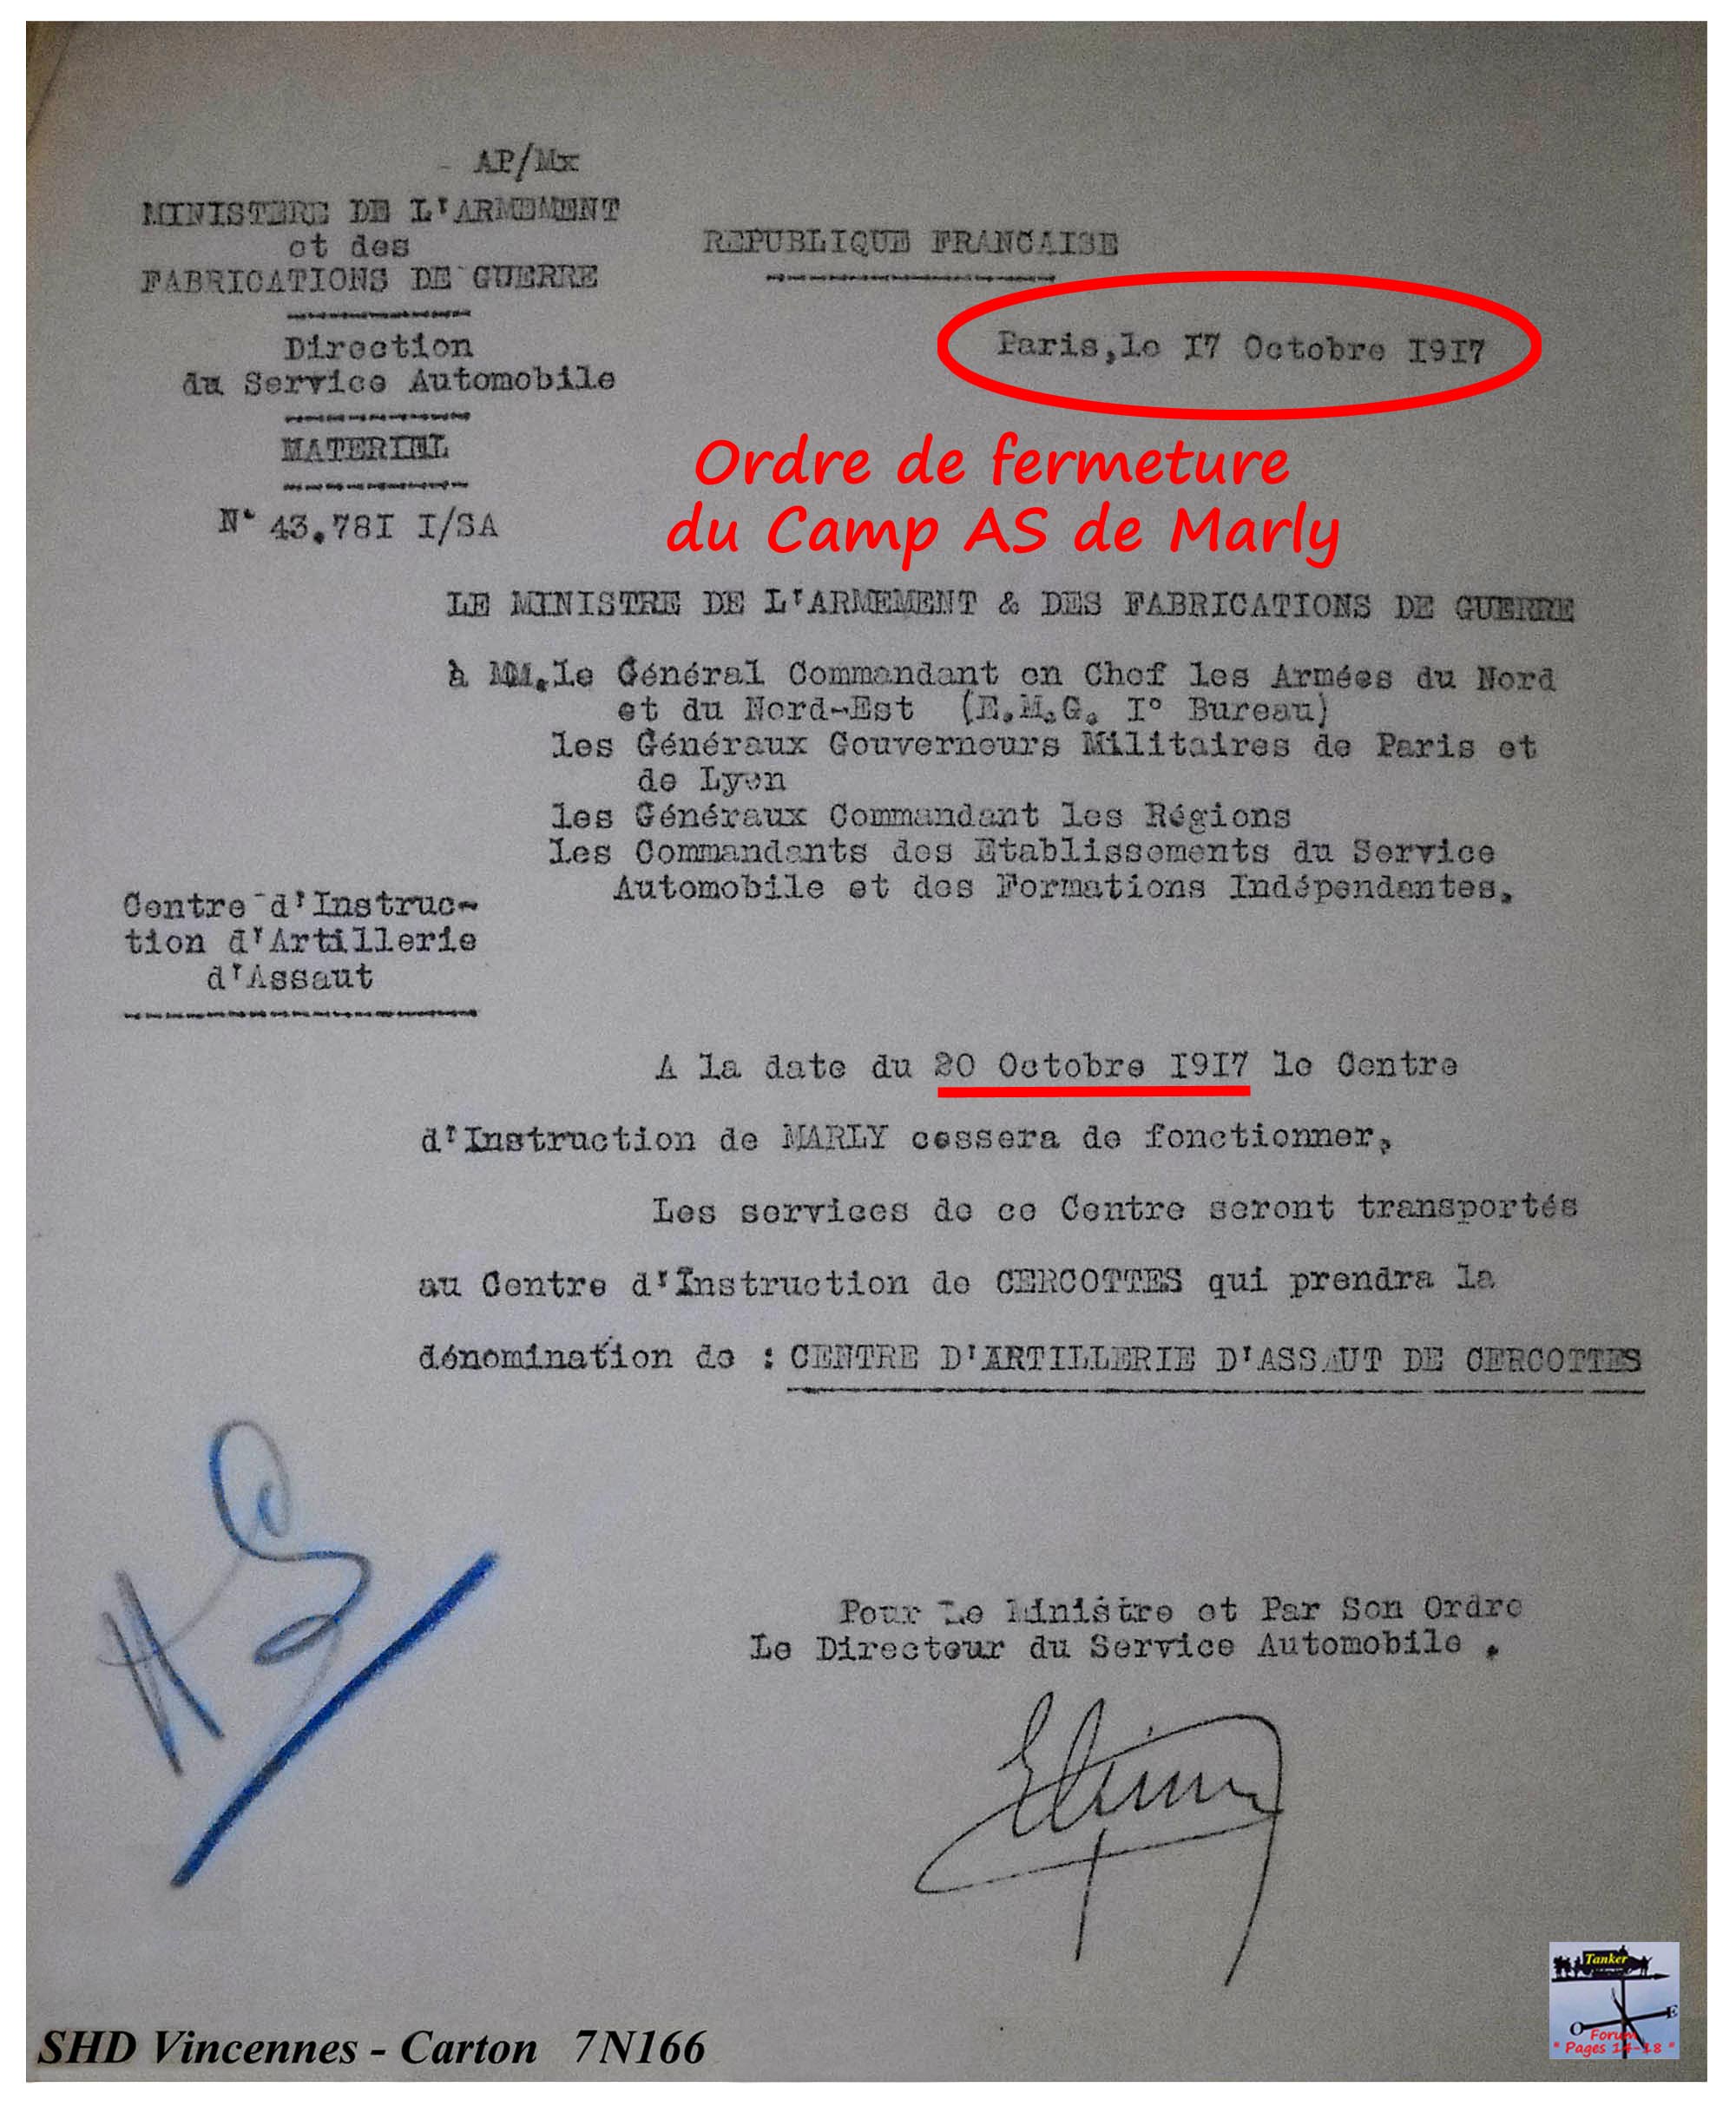 AP/Mx
MINISTERE DE L'ARMEMENT
et des
FABRICATIONS DE GUERRE
REPUBLIQUE FRANCAISE
Direction
du Service Automobile
Paris, le I7 Octobre I9I7
MATERIEL
N° 43.78I I/SA
Ordre de fermeture
du Camp AS de Marly
LE MINISTRE DE L'ARMEMENT & DES FABRICATIONS DE GUERRE
à MM. le Général Commandant en Chef les Armées du Nord
et du Nord-Est (E.M.G. I° Bureau)
les Généraux Gouverneurs Militaires de Paris et
de Lyon
les Généraux Commandant les Régions
les Commandants des Etablissements du Service
Automobile et des Formations Indépendantes.
Centre d'Instruc-
tion d'Artillerie
d'Assaut
A la date du 20 Octobre I9I7 le Centre
d'Instruction de MARLY cessera de fonctionner.
Les services de ce Centre seront transportés
au Centre d'Instruction de CERCOTTES qui prendra la
dénomination de : CENTRE D'ARTILLERIE D'ASSAUT DE CERCOTTES
Pour Le Ministre et Par Son Ordre
Le Directeur du Service Automobile .
SHD Vincennes - Carton 7N166
Tanker
O E
Forum
" Pages 14-18 "